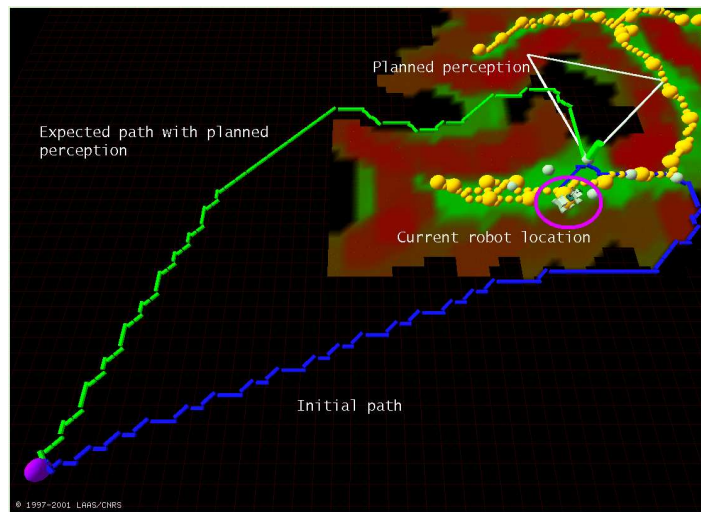 Planned perception
Expected path with planned
perception
Current robot location
Initial path
© 1997-2001 LAAS/CNRS